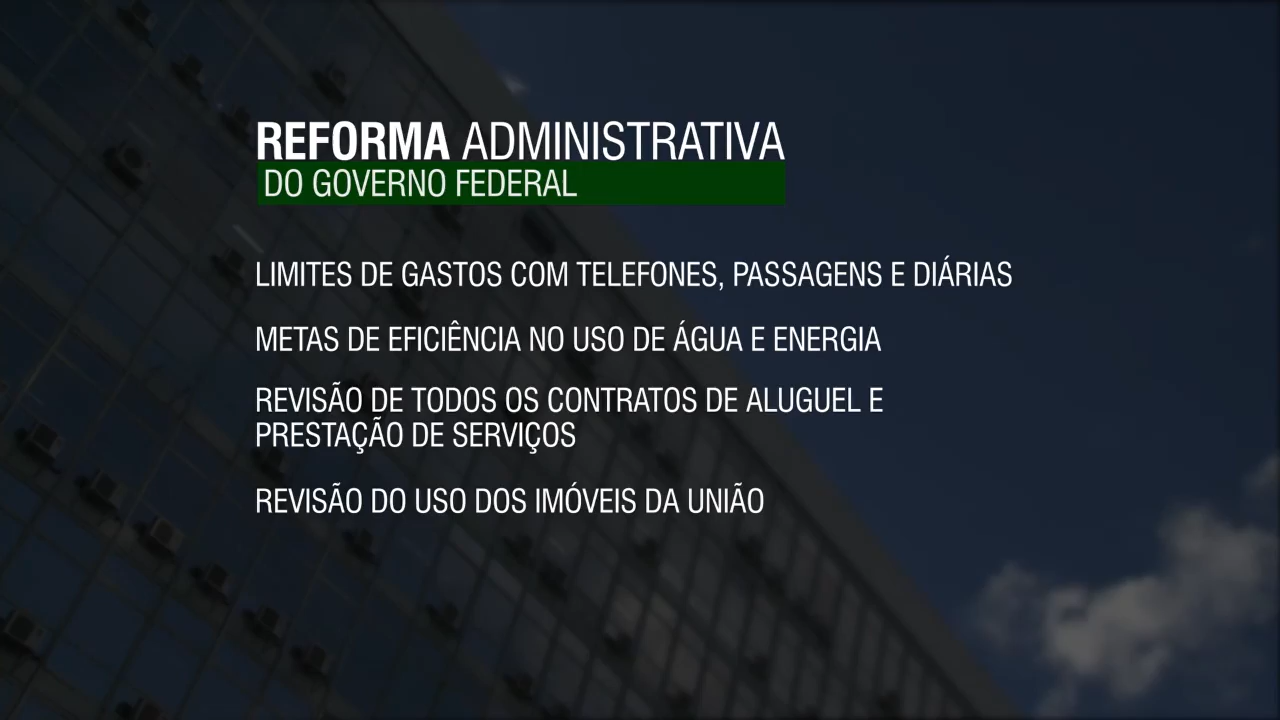 REFORMA ADMINISTRATIVA
DO GOVERNO FEDERAL
LIMITES DE GASTOS COM TELEFONES, PASSAGENS E DIÁRIAS
METAS DE EFICIÊNCIA NO USO DE ÁGUA E ENERGIA
REVISÃO DE TODOS OS CONTRATOS DE ALUGUEL E
PRESTAÇÃO DE SERVIÇOS
REVISÃO DO USO DOS IMÓVEIS DA UNIÃO